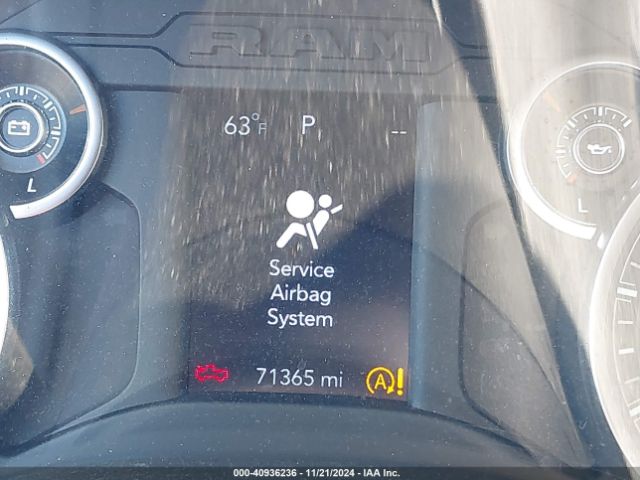 RAM
63°F P --
L
L
Service
Airbag
System
71365 mi (A)!
000-40936236 - 11/21/2024 - IAA Inc.